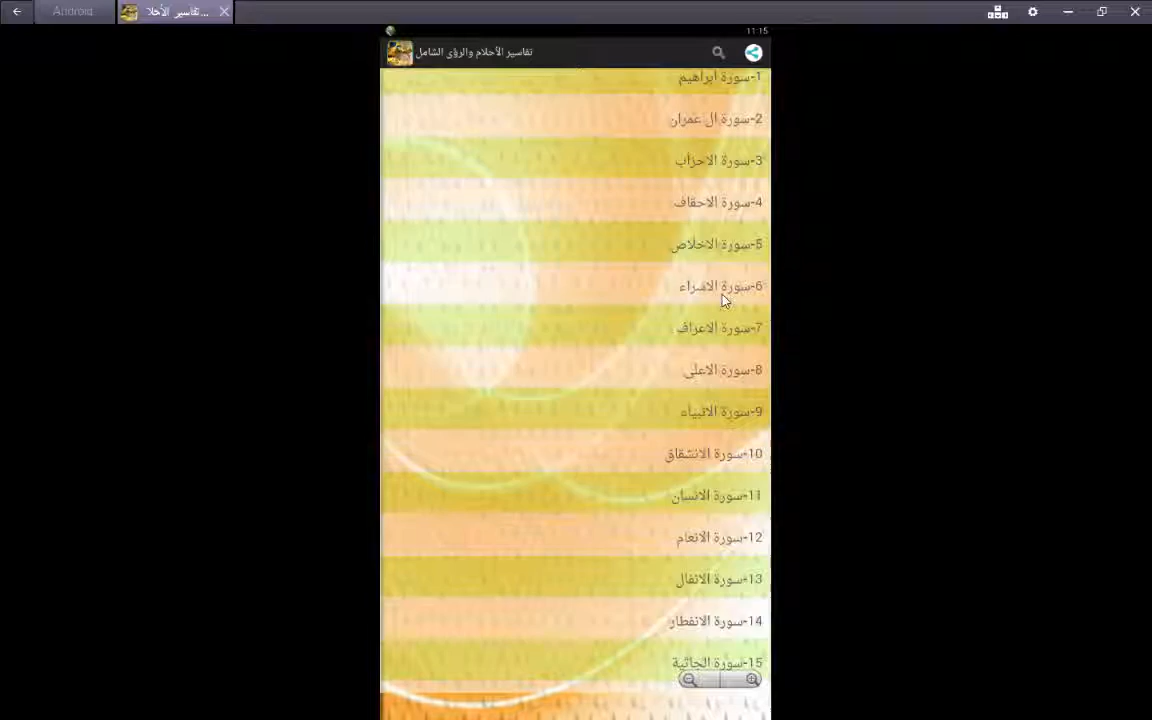 Android
تفاسير الأحلا...
11:15
تفاسير الأحلام والرؤى الشامل
1-سورة ابراهيم
2-سورة ال عمران
3-سورة الاحزاب
4-سورة الاحقاف
5-سورة الاخلاص
6-سورة الاسراء
7-سورة الاعراف
8-سورة الاعلى
9-سورة الانبياء
10-سورة الانشقاق
11-سورة الانسان
12-سورة الانعام
13-سورة الانفال
14-سورة الانفطار
15-سورة الجاثية